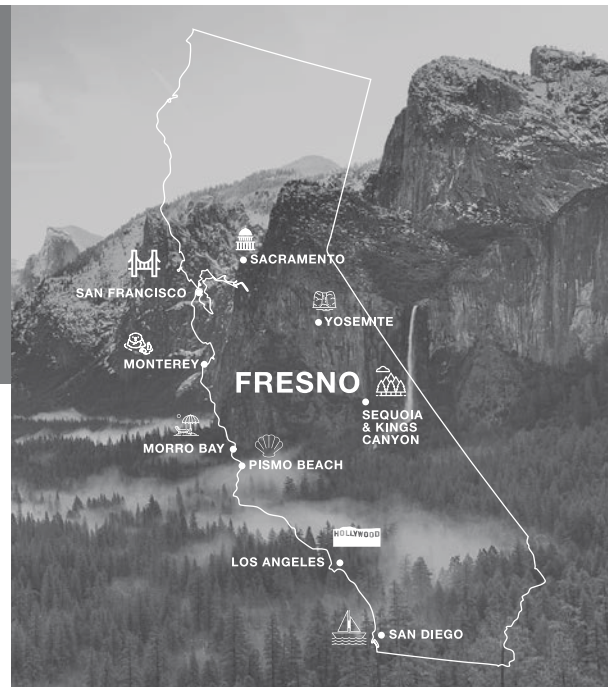 SACRAMENTO
SAN FRANCISCO
YOSEMITE
MONTEREY
FRESNO
SEQUOIA
& KINGS
CANYON
MORRO BAY
PISMO BEACH
HOLLYWOOD
LOS ANGELES
SAN DIEGO